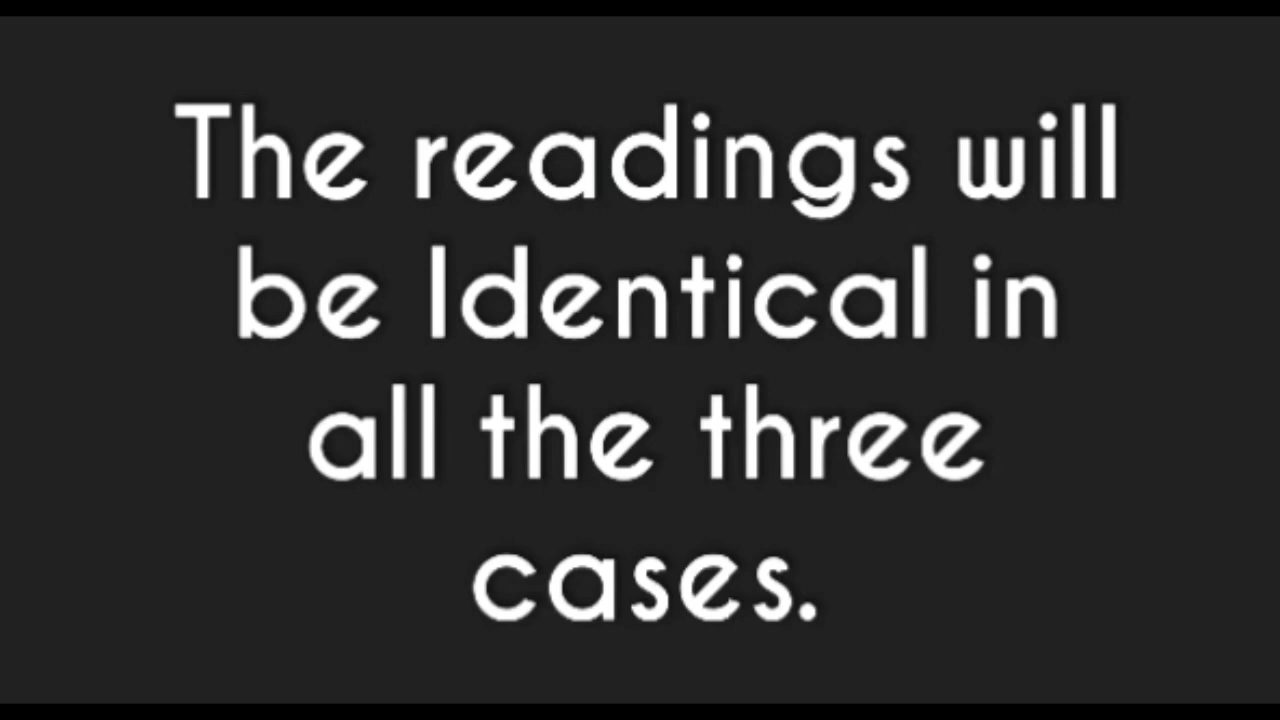 The readings will
be Identical in
all the three
cases.